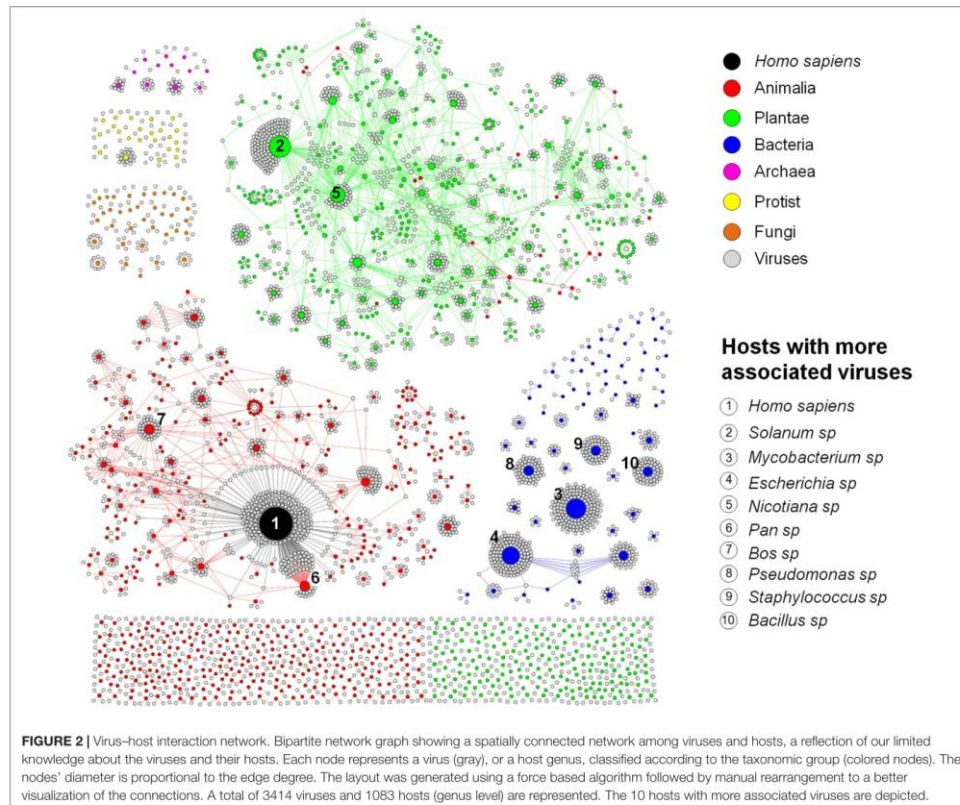 Homo sapiens
Animalia
Plantae
Bacteria
Archaea
Protist
Fungi
Viruses
2
5
Hosts with more
associated viruses
1 Homo sapiens
2 Solanum sp
3 Mycobacterium sp
4 Escherichia sp
5 Nicotiana sp
6 Pan sp
7 Bos sp
8 Pseudomonas sp
9 Staphylococcus sp
10 Bacillus sp
7
9
8
10
3
1
4
6
FIGURE 2 | Virus–host interaction network. Bipartite network graph showing a spatially connected network among viruses and hosts, a reflection of our limited
knowledge about the viruses and their hosts. Each node represents a virus (gray), or a host genus, classified according to the taxonomic group (colored nodes). The
nodes' diameter is proportional to the edge degree. The layout was generated using a force based algorithm followed by manual rearrangement to a better
visualization of the connections. A total of 3414 viruses and 1083 hosts (genus level) are represented. The 10 hosts with more associated viruses are depicted.